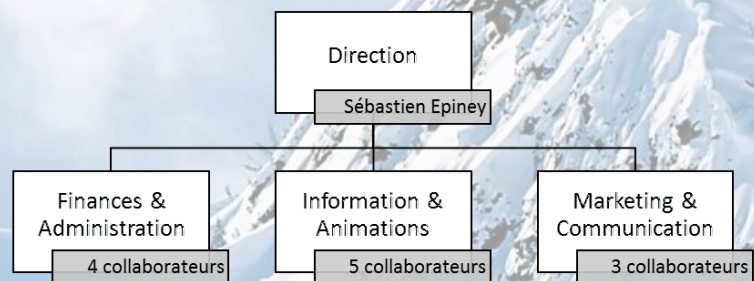 Direction
Sébastien Epiney
Finances &
Administration
4 collaborateurs
Information &
Animations
5 collaborateurs
Marketing &
Communication
3 collaborateurs